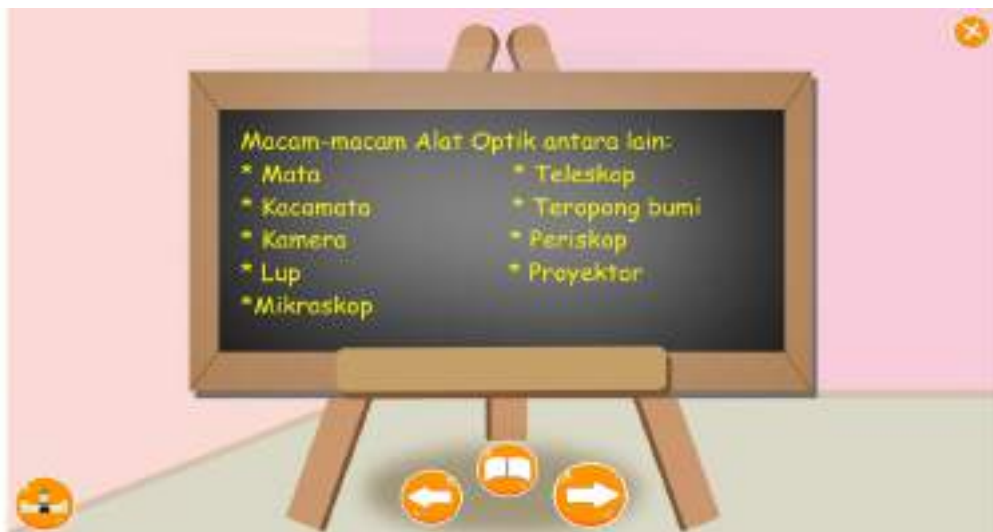 Macam-macam Alat Optik antara lain:
* Mata
* Kacamata
* Kamera
* Lup
*Mikroskop
* Teleskop
* Teropong bumi
* Periskop
* Proyektor